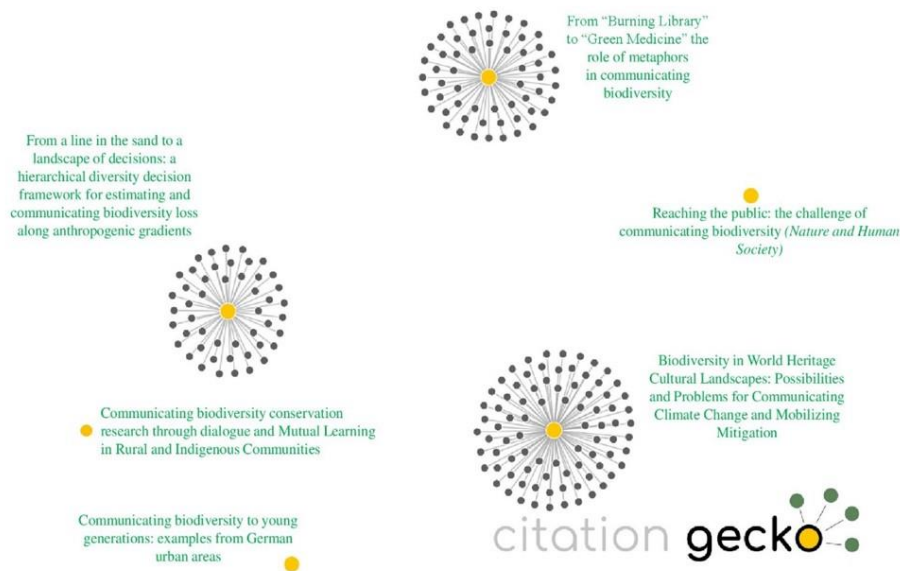 From “Burning Library”
to “Green Medicine” the
role of metaphors
in communicating
biodiversity
From a line in the sand to a
landscape of decisions: a
hierarchical diversity decision
framework for estimating and
communicating biodiversity loss
along anthropogenic gradients
Reaching the public: the challenge of
communicating biodiversity (Nature and Human
Society)
Biodiversity in World Heritage
Cultural Landscapes: Possibilities
and Problems for Communicating
Climate Change and Mobilizing
Mitigation
Communicating biodiversity conservation
research through dialogue and Mutual Learning
in Rural and Indigenous Communities
Communicating biodiversity to young
generations: examples from German
urban areas
citation gecko